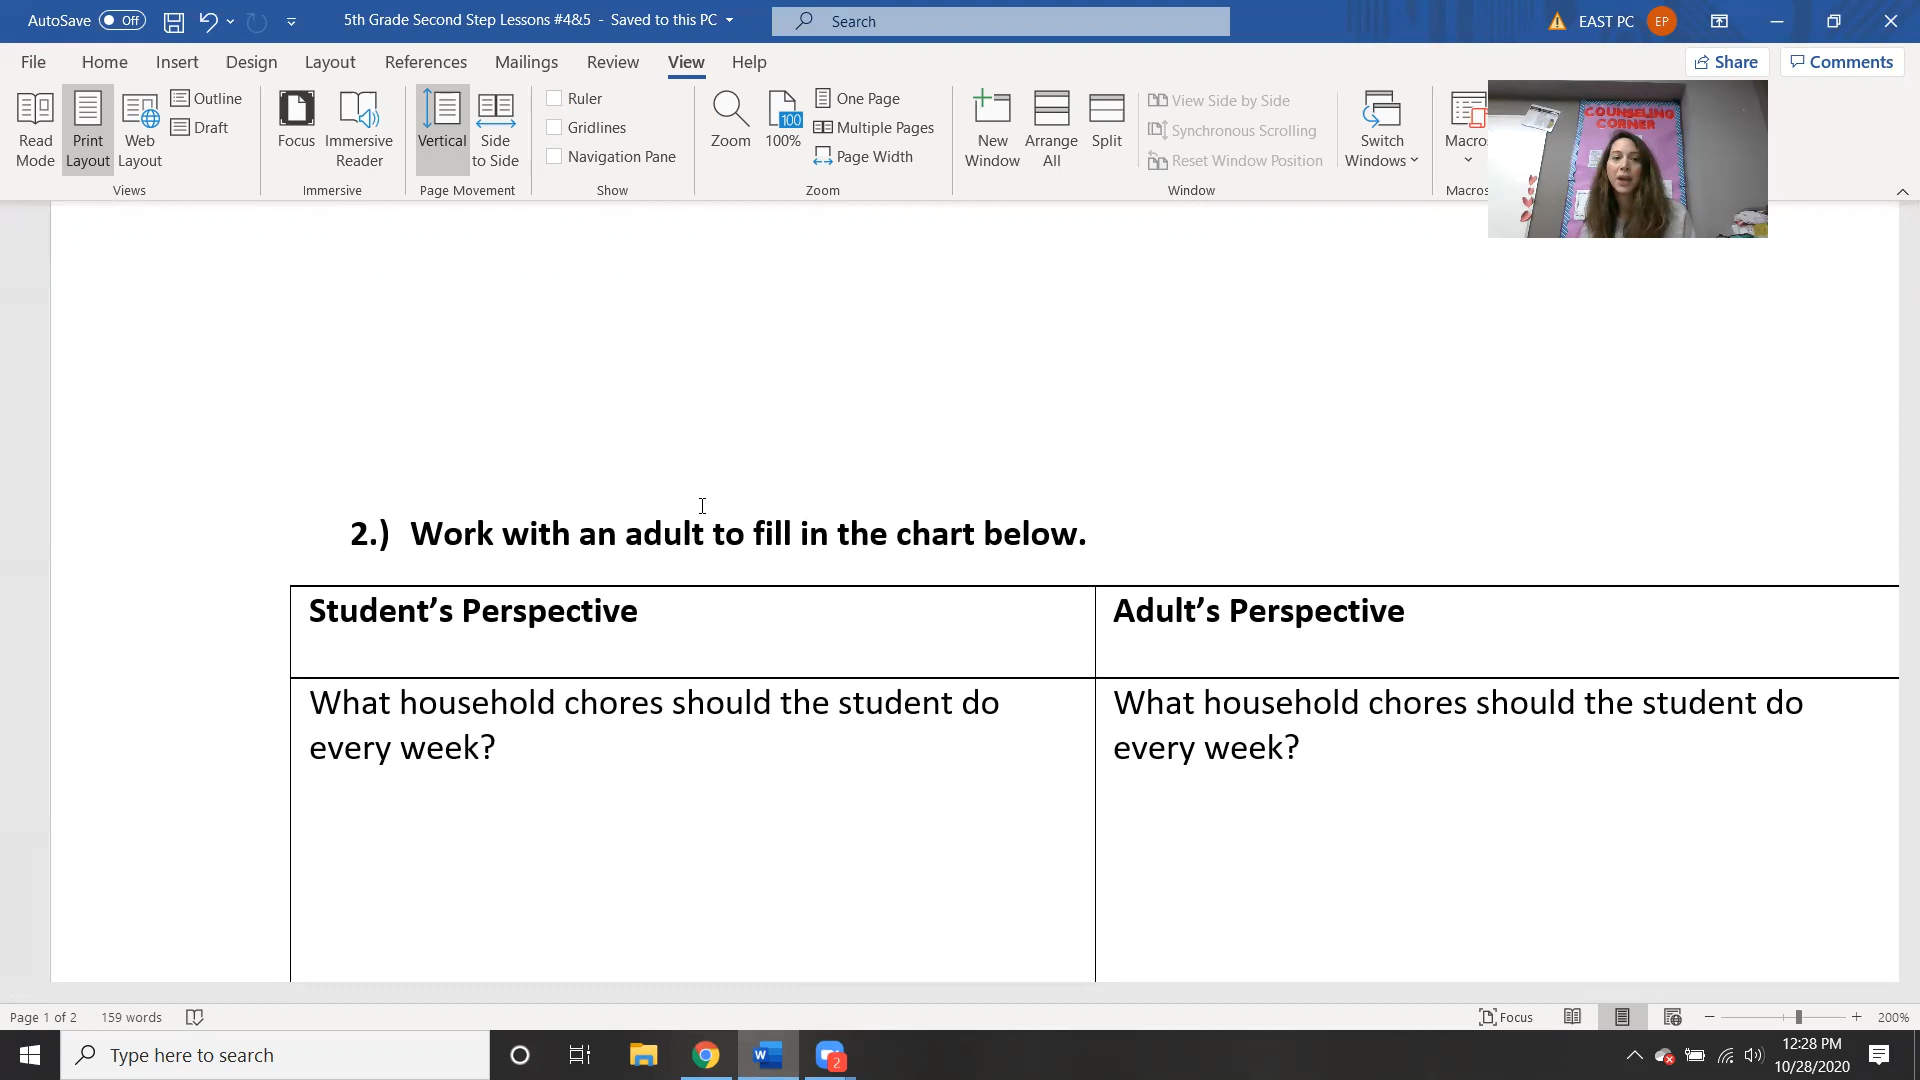 AutoSave Off 5th Grade Second Step Lessons #4&5 - Saved to this PC Search EAST PC EP
File Home Insert Design Layout References Mailings Review View Help Share Comments
Read Mode
Print Layout
Web Layout
Outline
Draft
Views
Focus
Immersive Reader
Immersive
Vertical
Side to Side
Page Movement
Ruler
Gridlines
Navigation Pane
Show
Zoom
100
100%
One Page
Multiple Pages
Page Width
Zoom
New Window
Arrange All
Split
View Side by Side
Synchronous Scrolling
Reset Window Position
Switch Windows
Window
Macros
Macros
COUNSELING
CORNER
2.) Work with an adult to fill in the chart below.
Student’s Perspective
Adult’s Perspective
What household chores should the student do
every week?
What household chores should the student do
every week?
Page 1 of 2 159 words Focus 200%
Type here to search
W
2
12:28 PM
10/28/2020